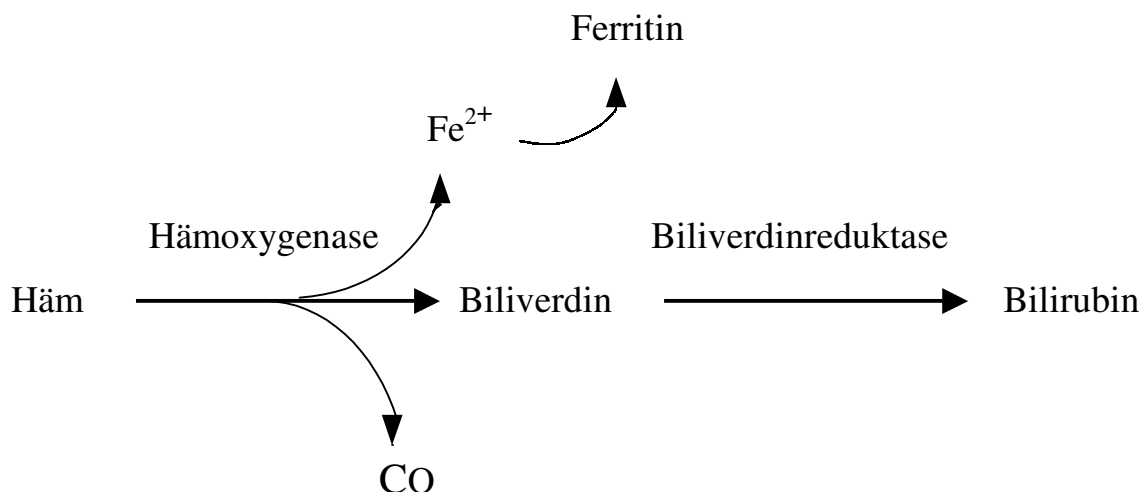 Ferritin
Fe²⁺
Hämoxygenase
Biliverdinreduktase
Häm
Biliverdin
Bilirubin
CO